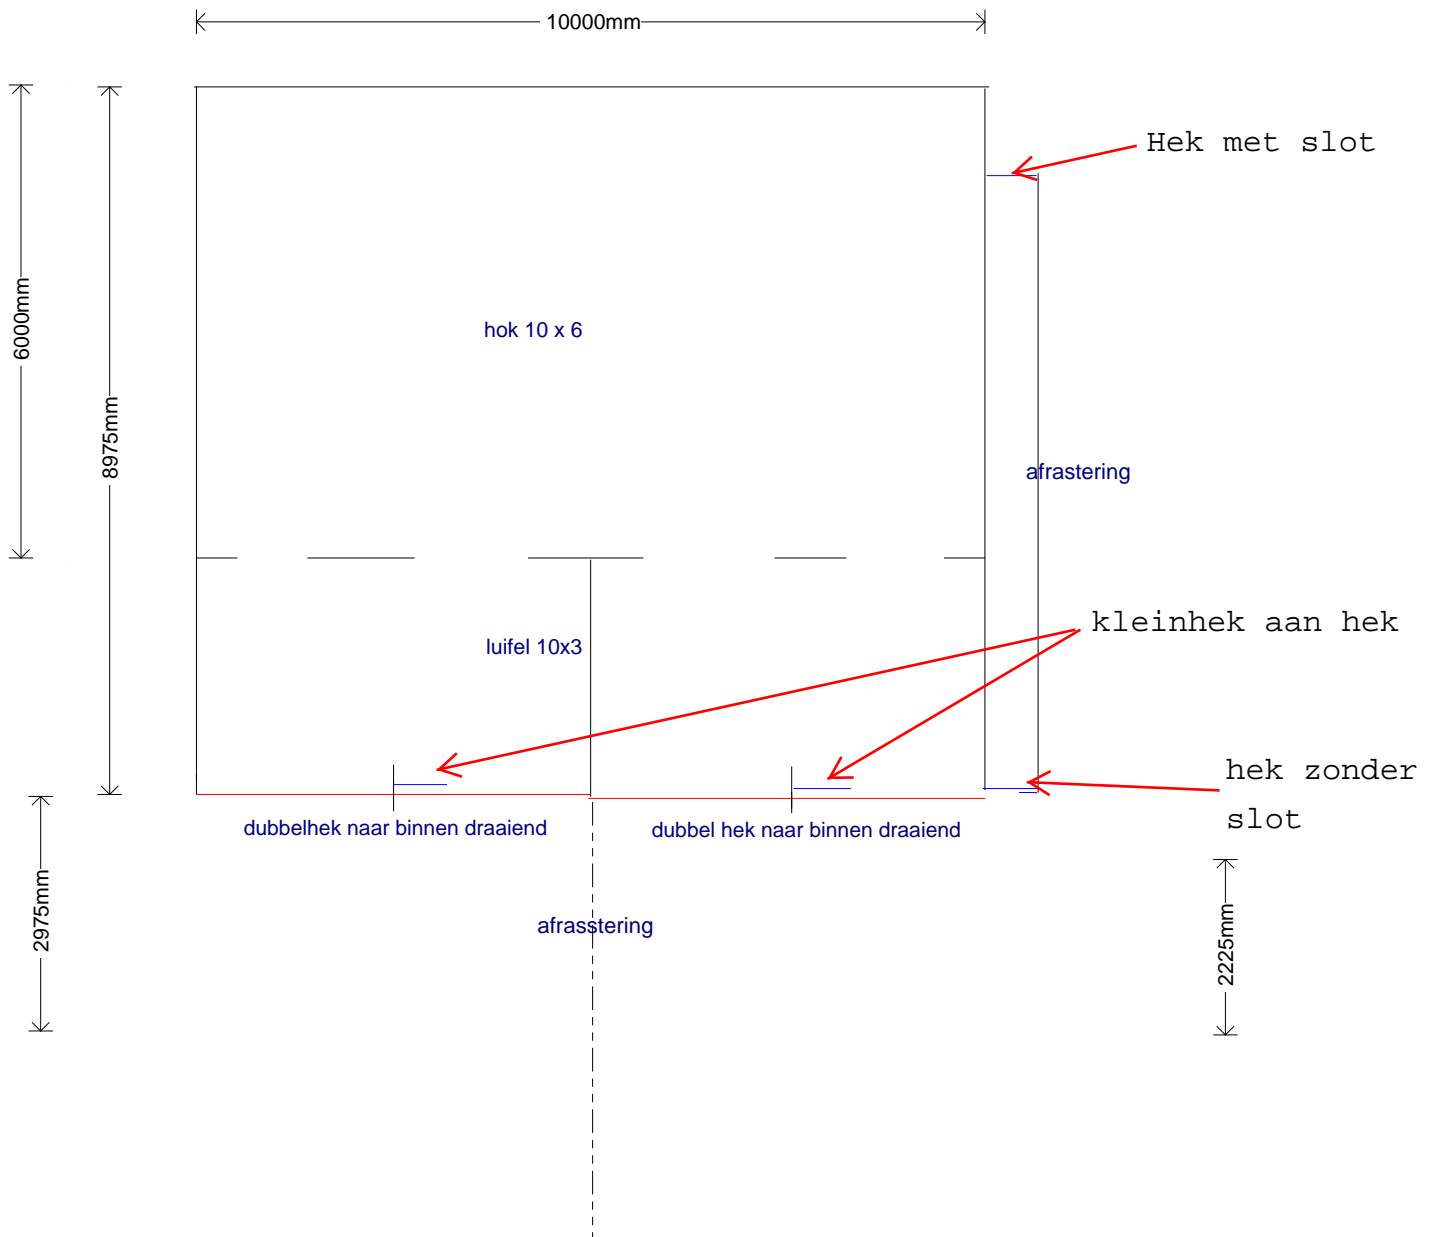 10000mm
Hek met slot
6000mm
hok 10 x 6
8975mm
afrastering
kleinhek aan hek
luifel 10x3
hek zonder
slot
dubbelhek naar binnen draaiend
dubbel hek naar binnen draaiend
2975mm
afrasstering
2225mm